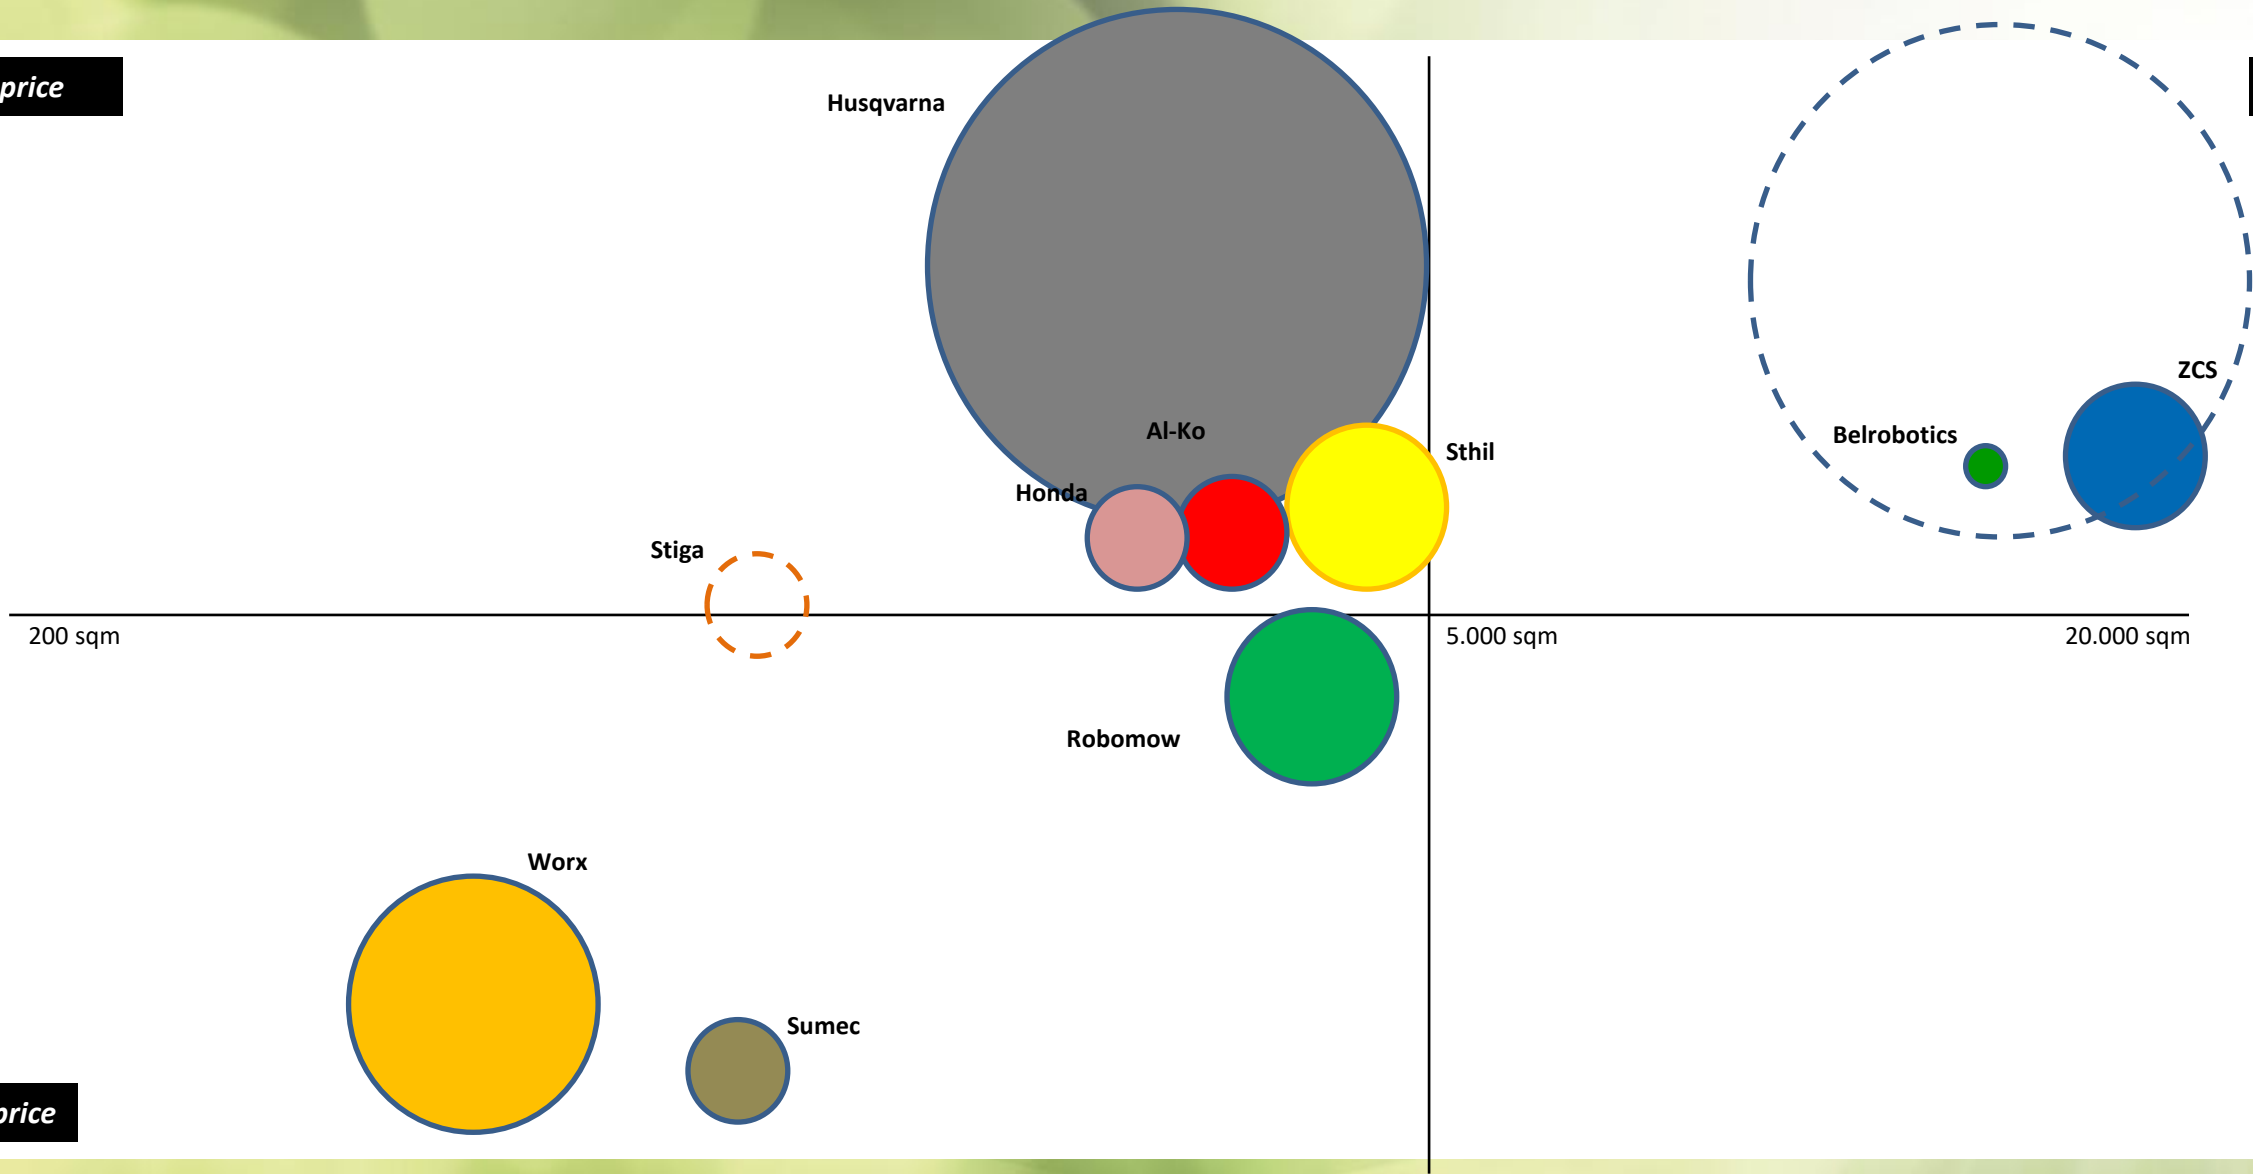 price
Husqvarna
ZCS
Al-Ko
Belrobotics
Sthil
Honda
Stiga
200 sqm
5.000 sqm
20.000 sqm
Robomow
Worx
Sumec
price